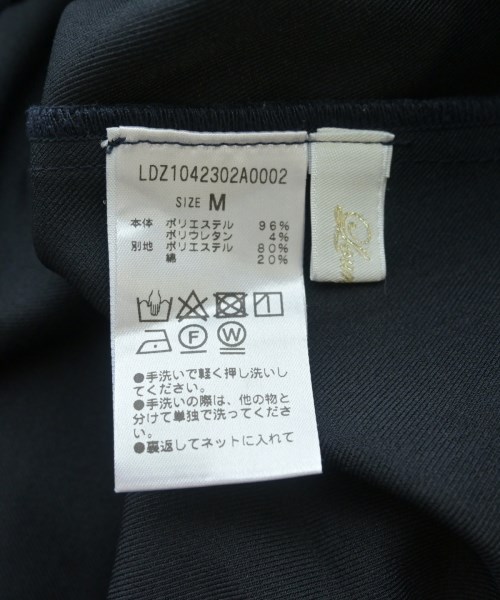 LDZ1042302A0002
SIZE M
本体 ポリエステル 96%
ポリウレタン 4%
別地 ポリエステル 80%
綿 20%
F W
●手洗いで軽く押し洗いし
てください。
●手洗いの際は、他の物と
分けて単独で洗ってくださ
い。
●裏返してネットに入れて